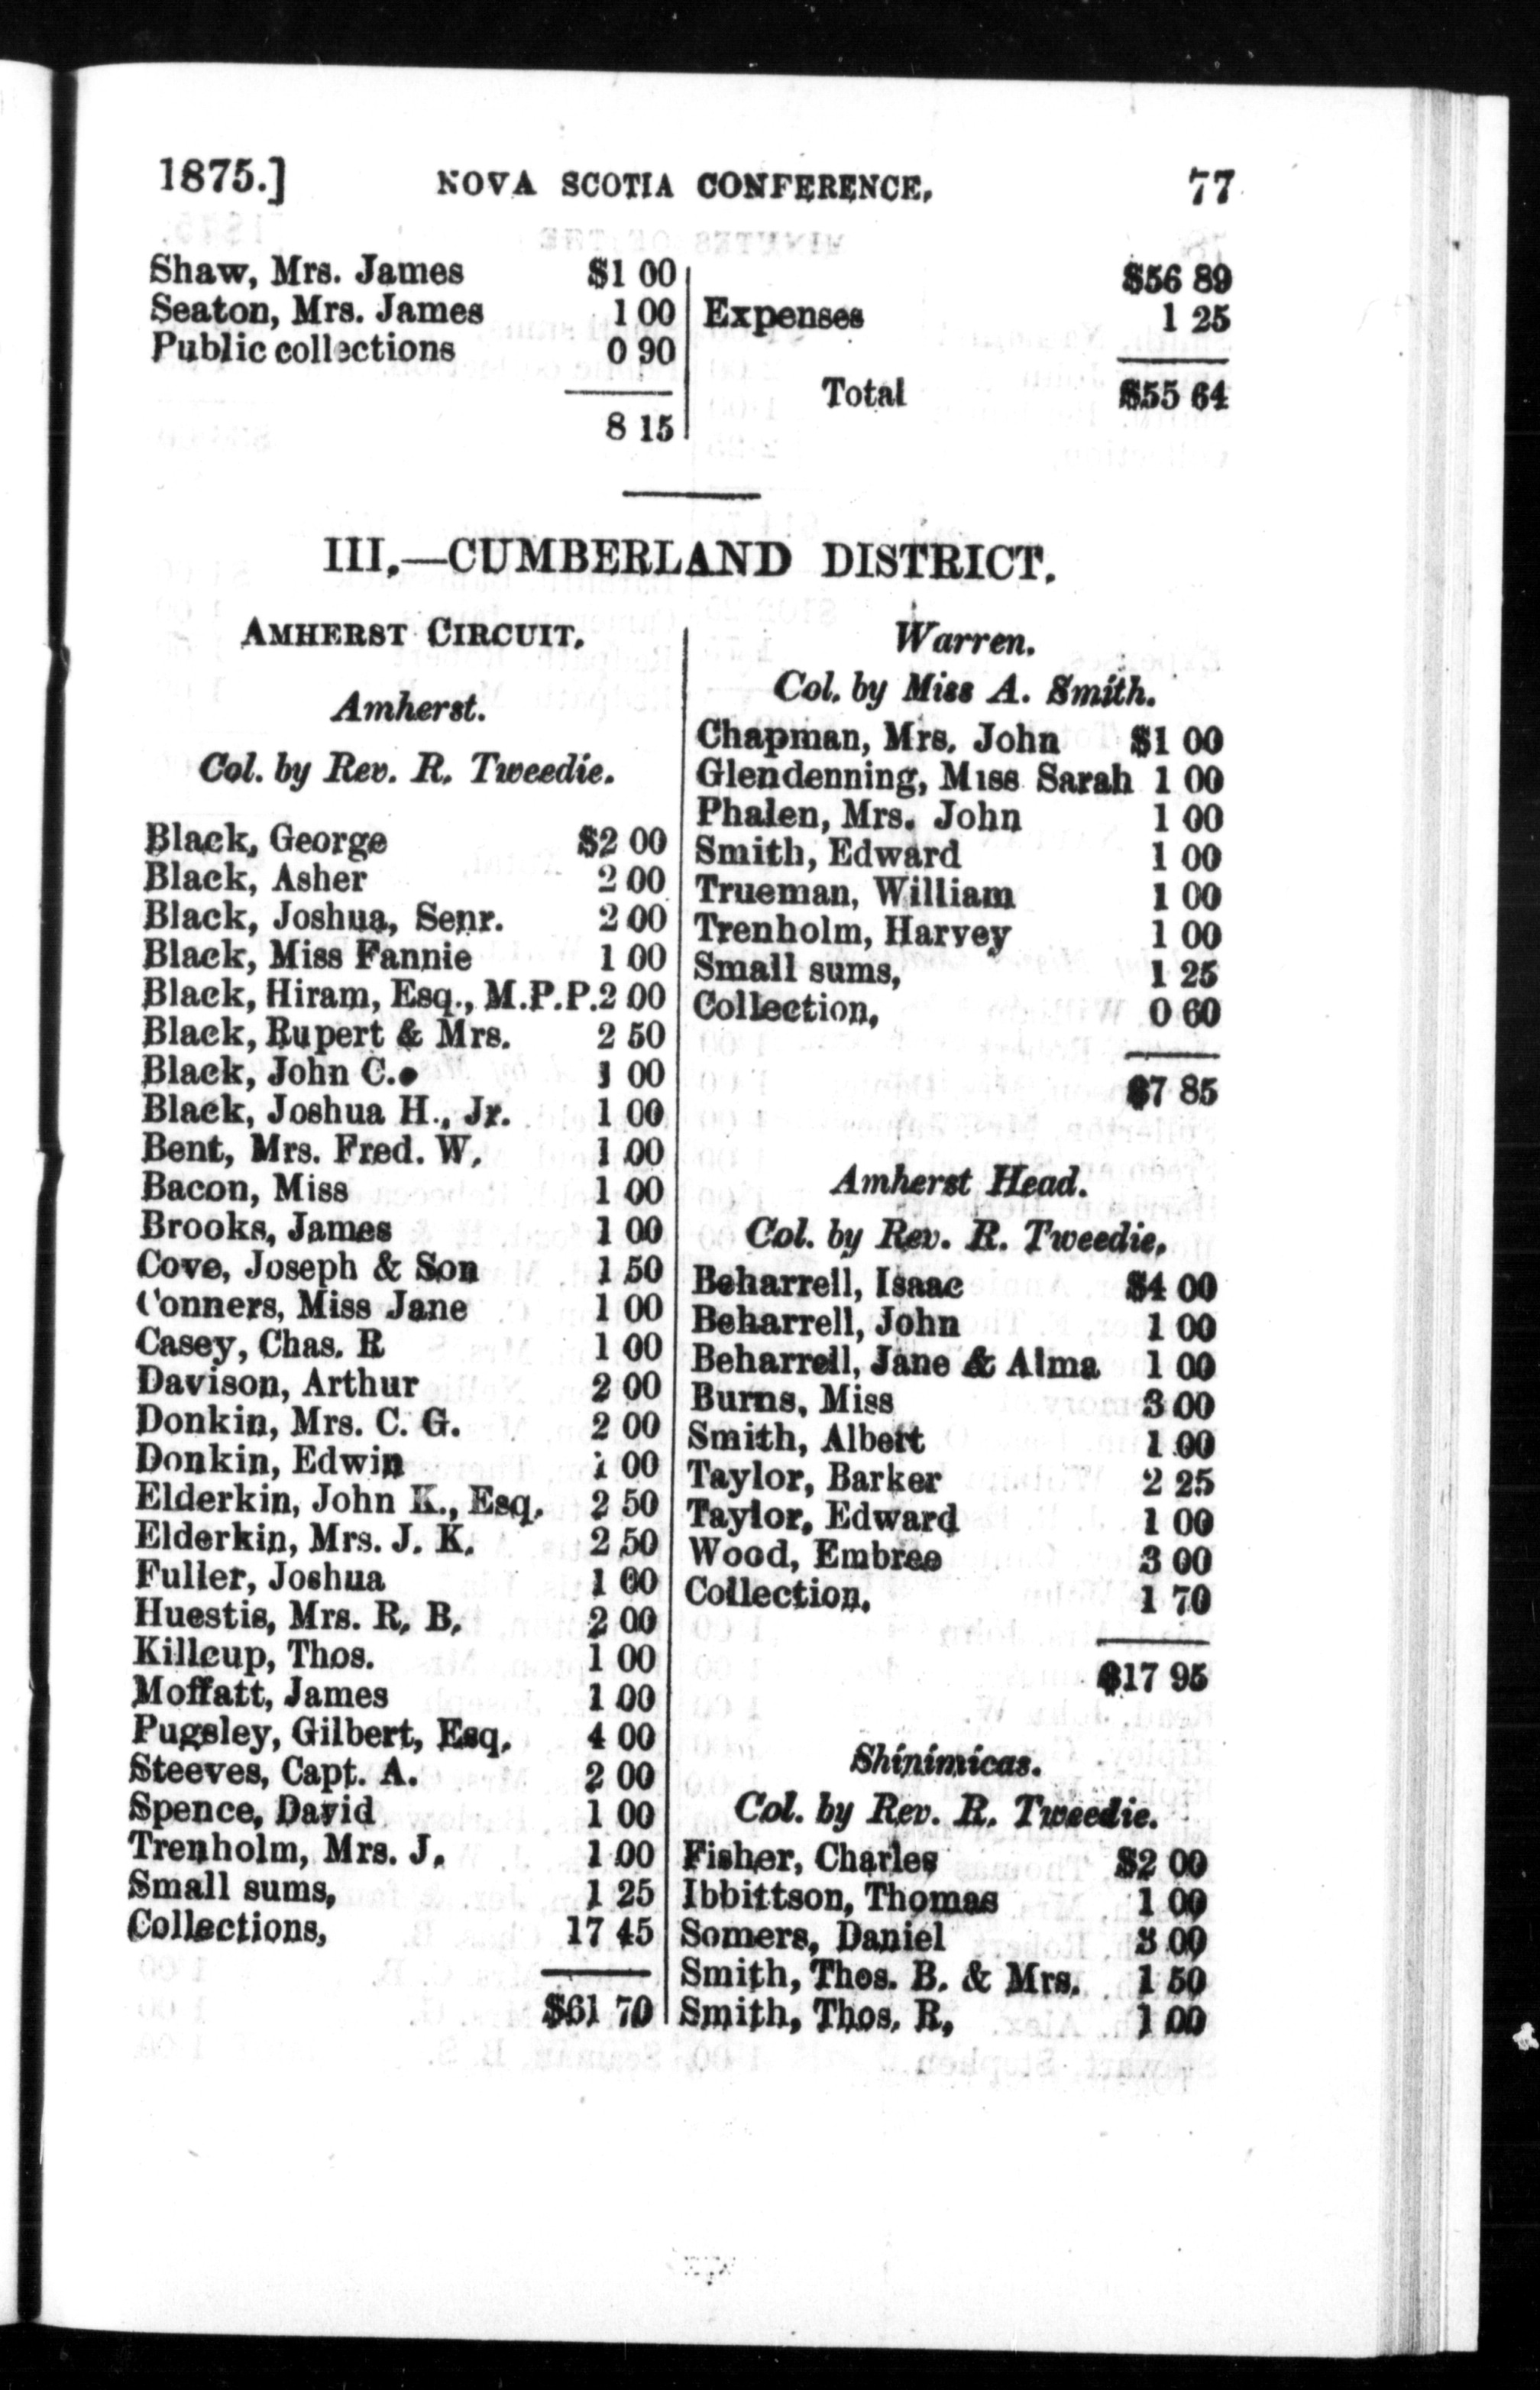 1875.] NOVA SCOTIA CONFERENCE. 77
Shaw, Mrs. James $1 00
Seaton, Mrs. James 1 00
Public collections 0 90
8 15
$56 89
Expenses 1 25
Total $55 64
III.—CUMBERLAND DISTRICT.
AMHERST CIRCUIT.
Amherst.
Col. by Rev. R. Tweedie.
Black, George $2 00
Black, Asher 2 00
Black, Joshua, Senr. 2 00
Black, Miss Fannie 1 00
Black, Hiram, Esq., M.P.P. 2 00
Black, Rupert & Mrs. 2 50
Black, John C. 1 00
Black, Joshua H., Jr. 1 00
Bent, Mrs. Fred. W. 1 00
Bacon, Miss 1 00
Brooks, James 1 00
Cove, Joseph & Son 1 50
Conners, Miss Jane 1 00
Casey, Chas. R 1 00
Davison, Arthur 2 00
Donkin, Mrs. C. G. 2 00
Donkin, Edwin 1 00
Elderkin, John K., Esq. 2 50
Elderkin, Mrs. J. K. 2 50
Fuller, Joshua 1 00
Huestis, Mrs. R. B. 2 00
Killcup, Thos. 1 00
Moffatt, James 1 00
Pugsley, Gilbert, Esq. 4 00
Steeves, Capt. A. 2 00
Spence, David 1 00
Trenholm, Mrs. J. 1 00
Small sums, 1 25
Collections, 17 45
$61 70
Warren.
Col. by Miss A. Smith.
Chapman, Mrs. John $1 00
Glendenning, Miss Sarah 1 00
Phalen, Mrs. John 1 00
Smith, Edward 1 00
Trueman, William 1 00
Trenholm, Harvey 1 00
Small sums, 1 25
Collection, 0 60
$7 85
Amherst Head.
Col. by Rev. R. Tweedie.
Beharrell, Isaac $4 00
Beharrell, John 1 00
Beharrell, Jane & Alma 1 00
Burns, Miss 3 00
Smith, Albert 1 00
Taylor, Barker 2 25
Taylor, Edward 1 00
Wood, Embree 3 00
Collection, 1 70
$17 95
Shinimicas.
Col. by Rev. R. Tweedie.
Fisher, Charles $2 00
Ibbittson, Thomas 1 00
Somers, Daniel 3 00
Smith, Thos. B. & Mrs. 1 50
Smith, Thos. R, 1 00